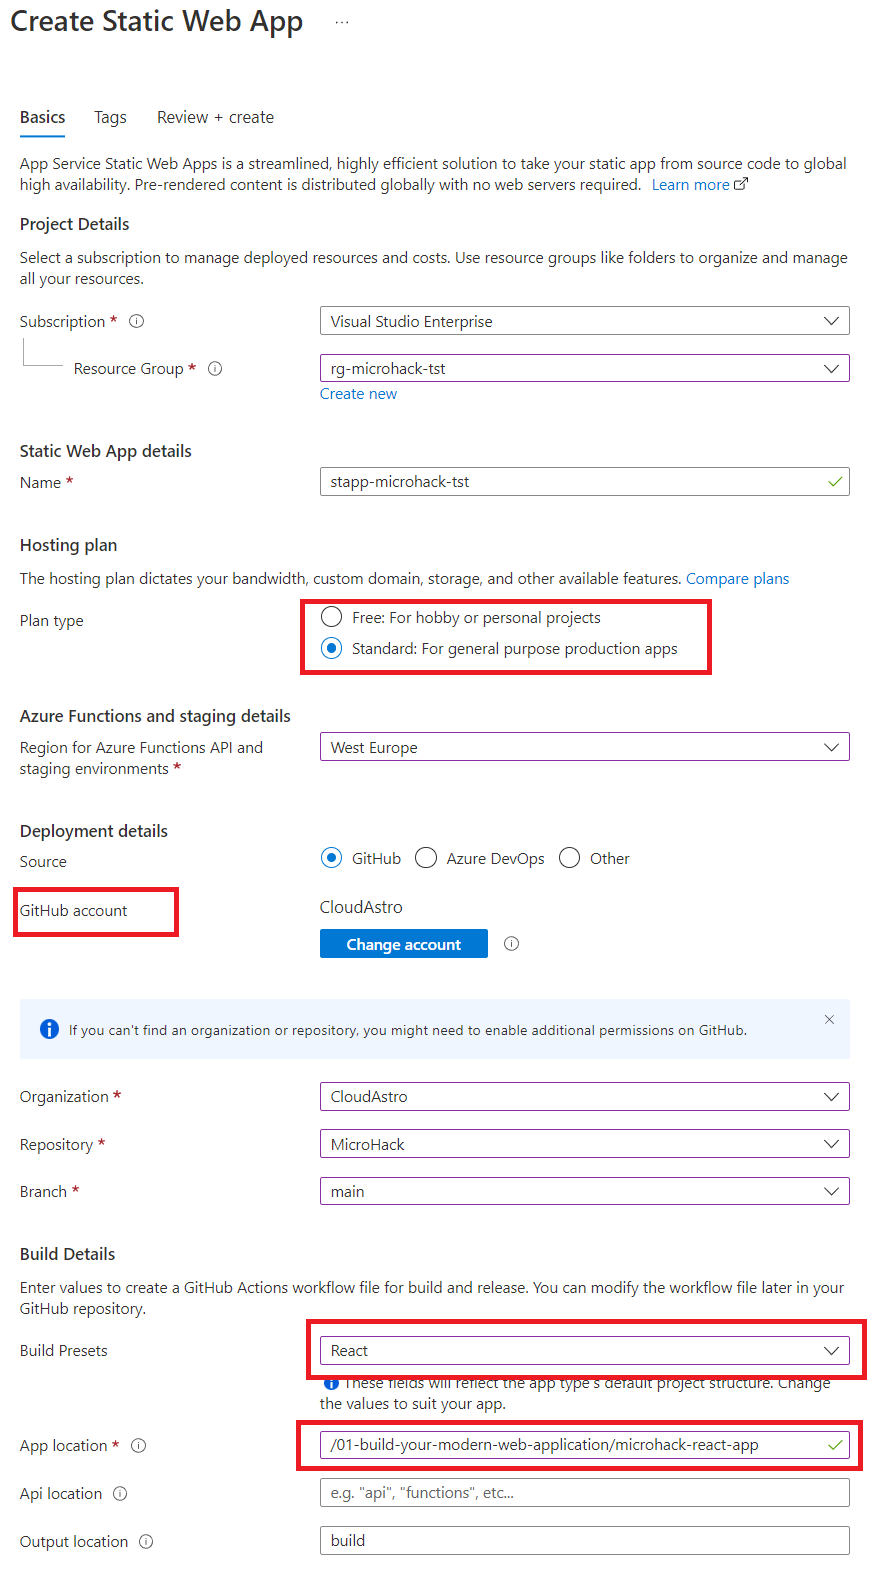 Create Static Web App ...
Basics Tags Review + create
App Service Static Web Apps is a streamlined, highly efficient solution to take your static app from source code to global
high availability. Pre-rendered content is distributed globally with no web servers required. Learn more
Project Details
Select a subscription to manage deployed resources and costs. Use resource groups like folders to organize and manage
all your resources.
Subscription *
Visual Studio Enterprise
Resource Group *
rg-microhack-tst
Create new
Static Web App details
Name *
stapp-microhack-tst
Hosting plan
The hosting plan dictates your bandwidth, custom domain, storage, and other available features. Compare plans
Plan type
Free: For hobby or personal projects
Standard: For general purpose production apps
Azure Functions and staging details
Region for Azure Functions API and
staging environments *
West Europe
Deployment details
Source
GitHub Azure DevOps Other
GitHub account
CloudAstro
Change account
If you can't find an organization or repository, you might need to enable additional permissions on GitHub.
Organization *
CloudAstro
Repository *
MicroHack
Branch *
main
Build Details
Enter values to create a GitHub Actions workflow file for build and release. You can modify the workflow file later in your
GitHub repository.
Build Presets
React
These fields will reflect the app type's default project structure. Change
the values to suit your app.
App location *
/01-build-your-modern-web-application/microhack-react-app
Api location
e.g. "api", "functions", etc...
Output location
build